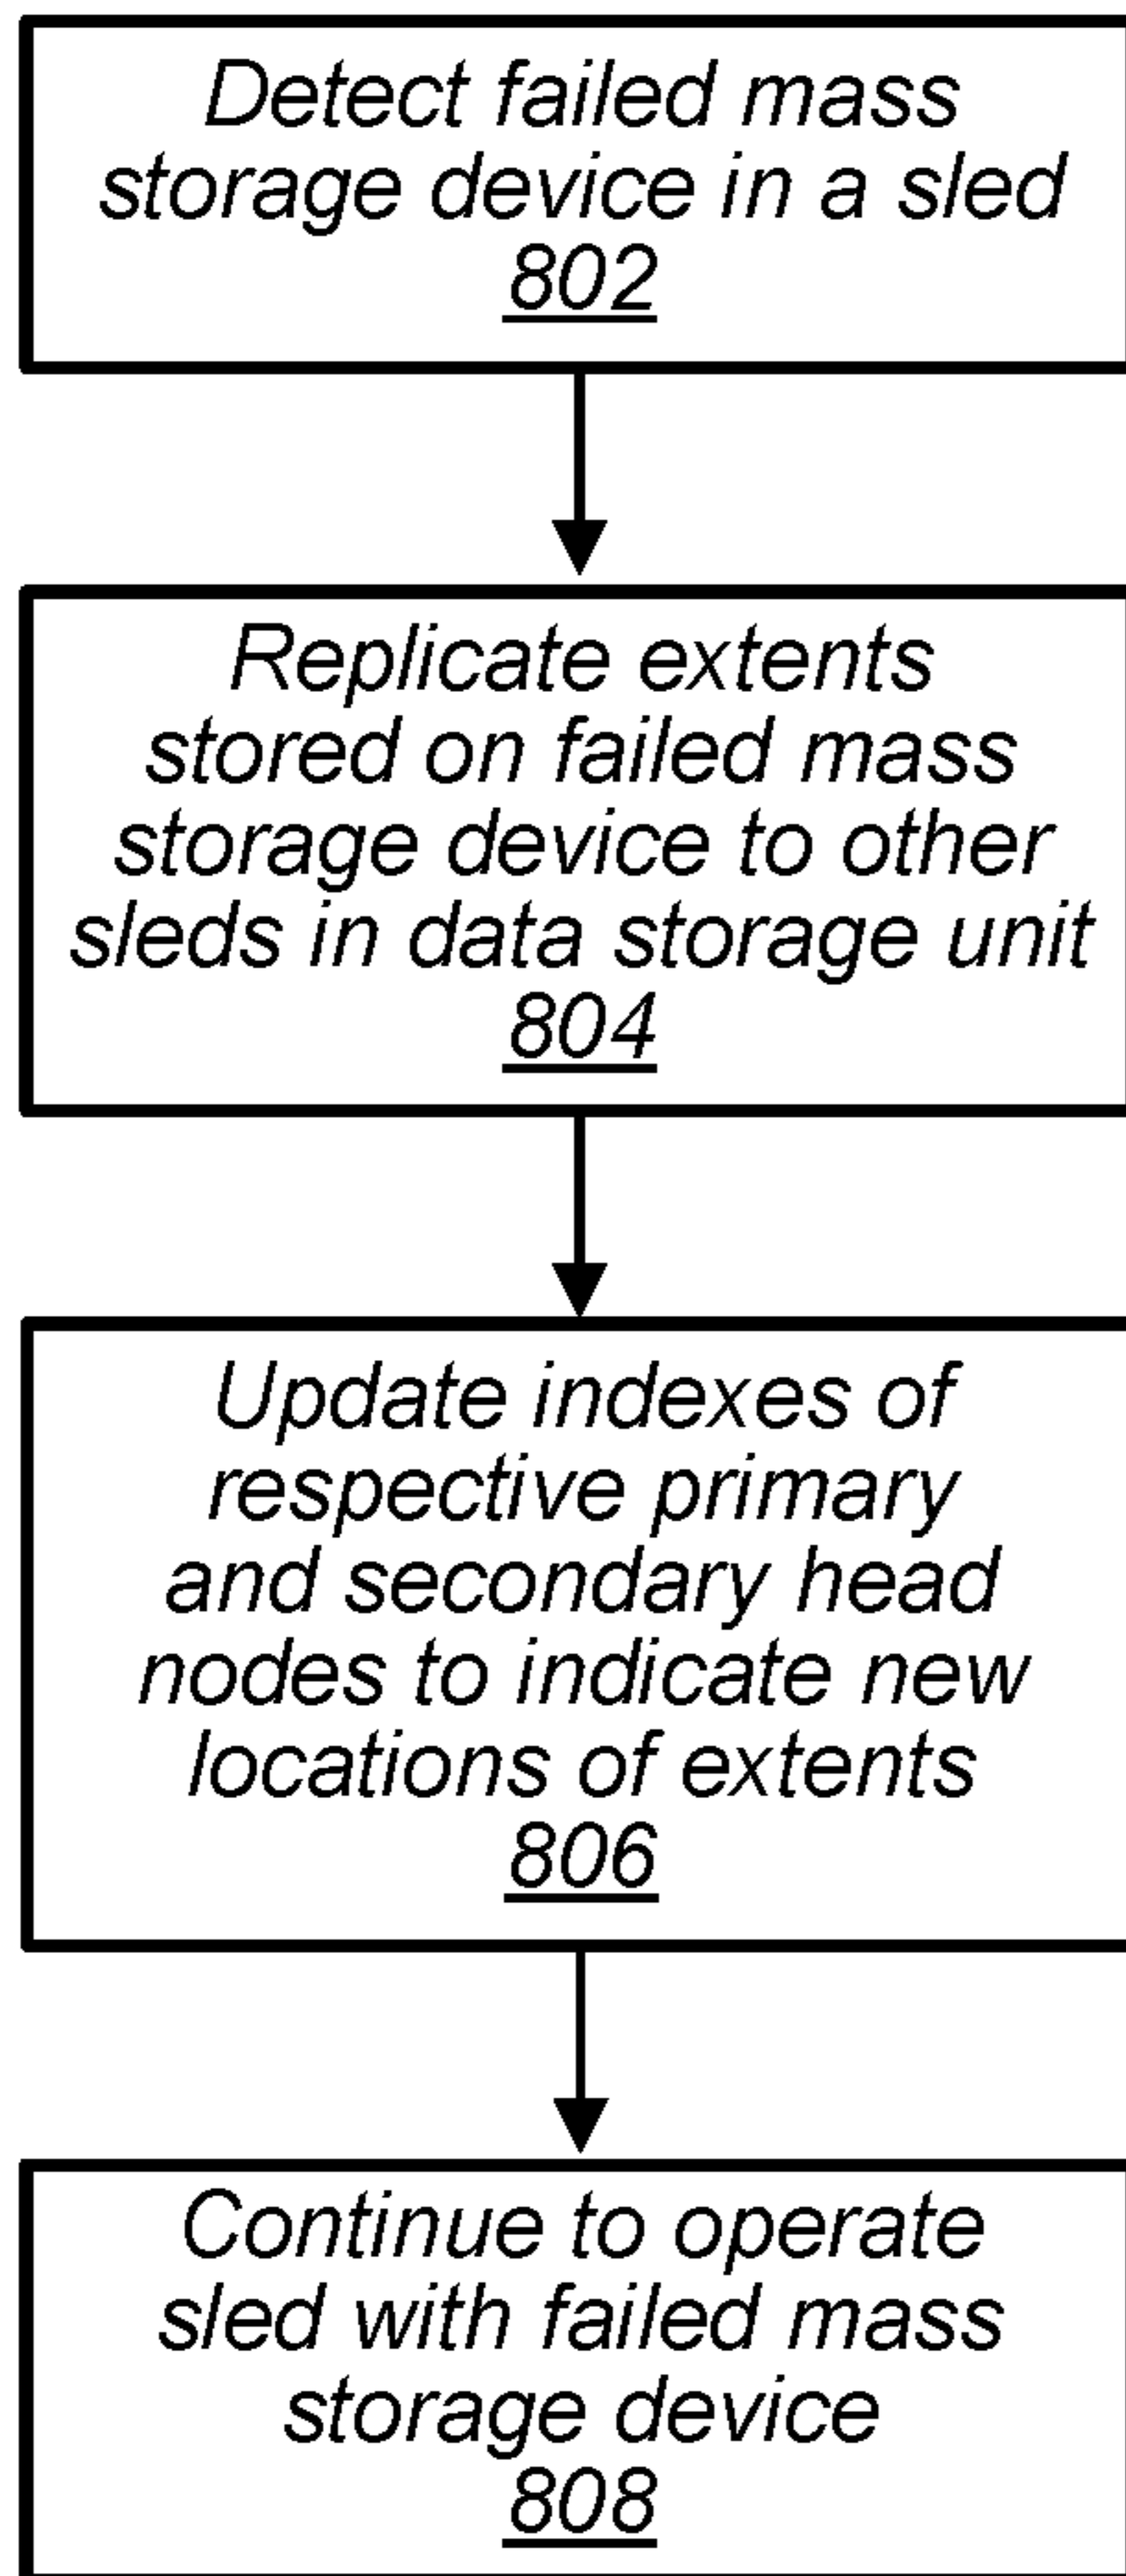 Detect failed mass
storage device in a sled
802
Replicate extents
stored on failed mass
storage device to other
sleds in data storage unit
804
Update indexes of
respective primary
and secondary head
nodes to indicate new
locations of extents
806
Continue to operate
sled with failed mass
storage device
808